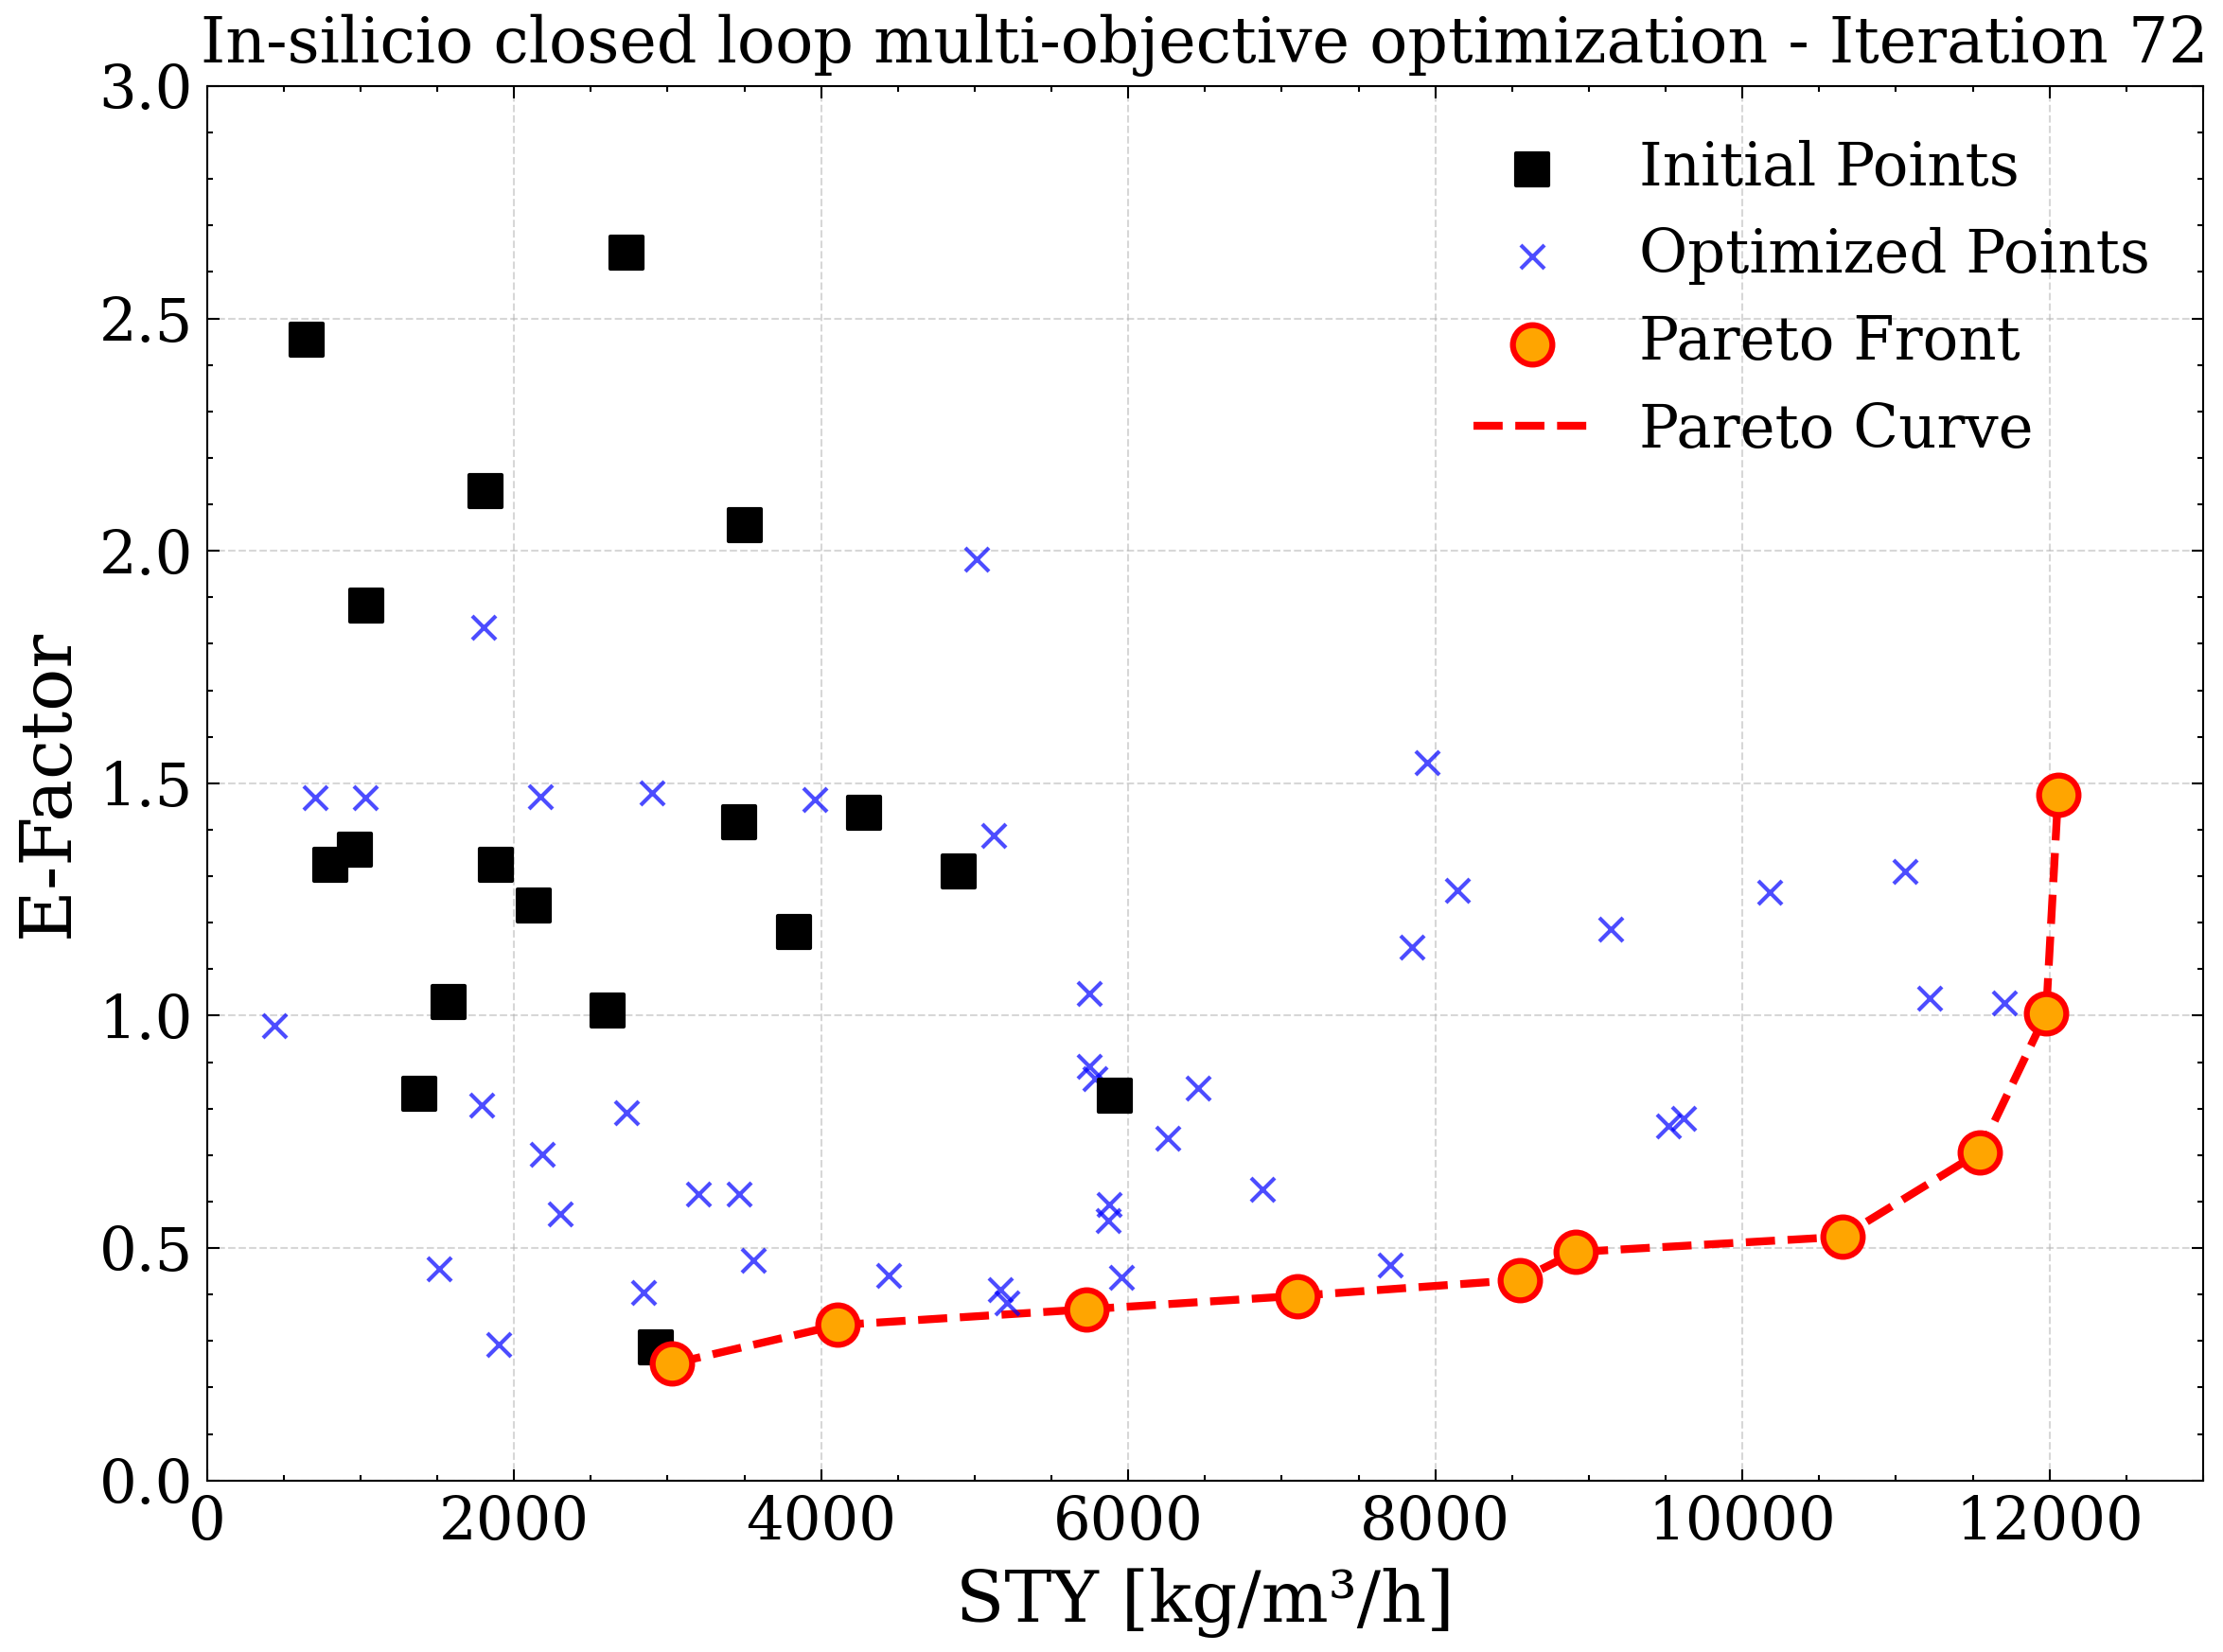 In-silicio closed loop multi-objective optimization - Iteration 72
3.0
2.5
2.0
1.5
1.0
0.5
0.0
E-Factor
Initial Points
Optimized Points
Pareto Front
Pareto Curve
0 2000 4000 6000 8000 10000 12000
STY [kg/m³/h]